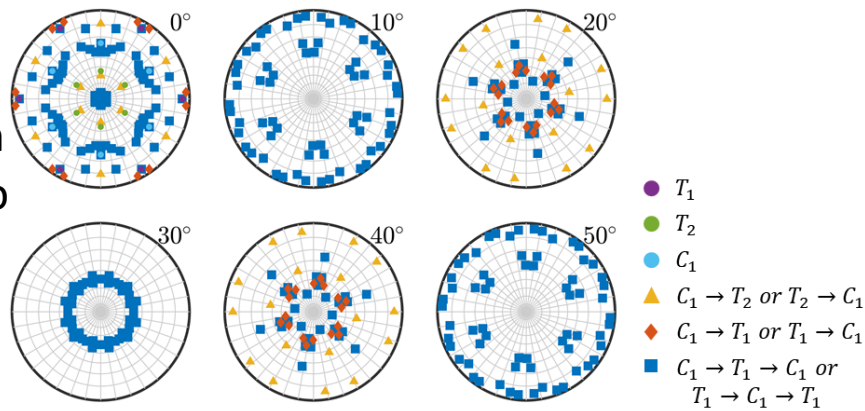 0°
10°
20°
30°
40°
50°
T₁
T₂
C₁
C₁ → T₂ or T₂ → C₁
C₁ → T₁ or T₁ → C₁
C₁ → T₁ → C₁ or
T₁ → C₁ → T₁